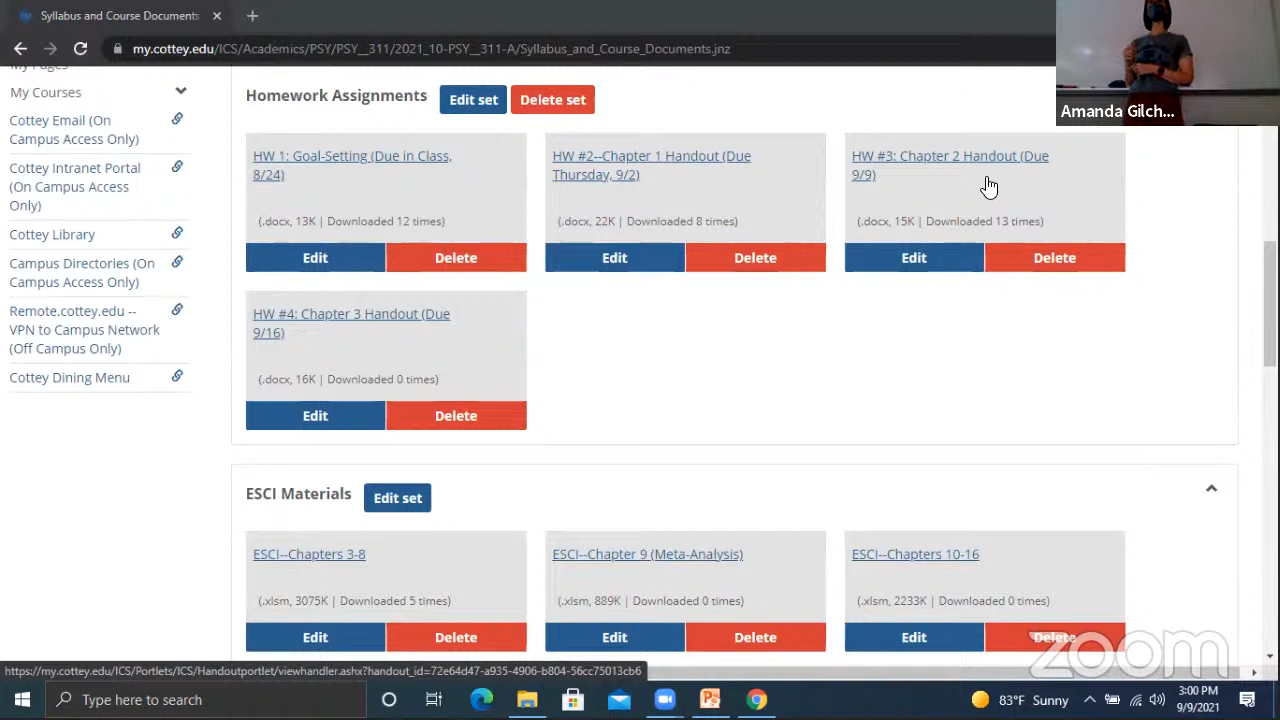 Syllabus and Course Documents
my.cottey.edu/ICS/Academics/PSY/PSY__311/2021_10-PSY__311-A/Syllabus_and_Course_Documents.jnz
Amanda Gilch...
My Pages
My Courses
Cottey Email (On
Campus Access Only)
Cottey Intranet Portal
(On Campus Access
Only)
Cottey Library
Campus Directories (On
Campus Access Only)
Remote.cottey.edu --
VPN to Campus Network
(Off Campus Only)
Cottey Dining Menu
Homework Assignments
Edit set
Delete set
HW 1: Goal-Setting (Due in Class,
8/24)
(.docx, 13K | Downloaded 12 times)
Edit
Delete
HW #2--Chapter 1 Handout (Due
Thursday, 9/2)
(.docx, 22K | Downloaded 8 times)
Edit
Delete
HW #3: Chapter 2 Handout (Due
9/9)
(.docx, 15K | Downloaded 13 times)
Edit
Delete
HW #4: Chapter 3 Handout (Due
9/16)
(.docx, 16K | Downloaded 0 times)
Edit
Delete
ESCI Materials
Edit set
ESCI--Chapters 3-8
(.xlsm, 3075K | Downloaded 5 times)
Edit
Delete
ESCI--Chapter 9 (Meta-Analysis)
(.xlsm, 889K | Downloaded 0 times)
Edit
Delete
ESCI--Chapters 10-16
(.xlsm, 2233K | Downloaded 0 times)
Edit
Delete
zoom
https://my.cottey.edu/ICS/Portlets/ICS/Handoutportlet/viewhandler.ashx?handout_id=72e64d47-a935-4906-b804-56cc75013cb6
Type here to search
83°F Sunny
3:00 PM
9/9/2021